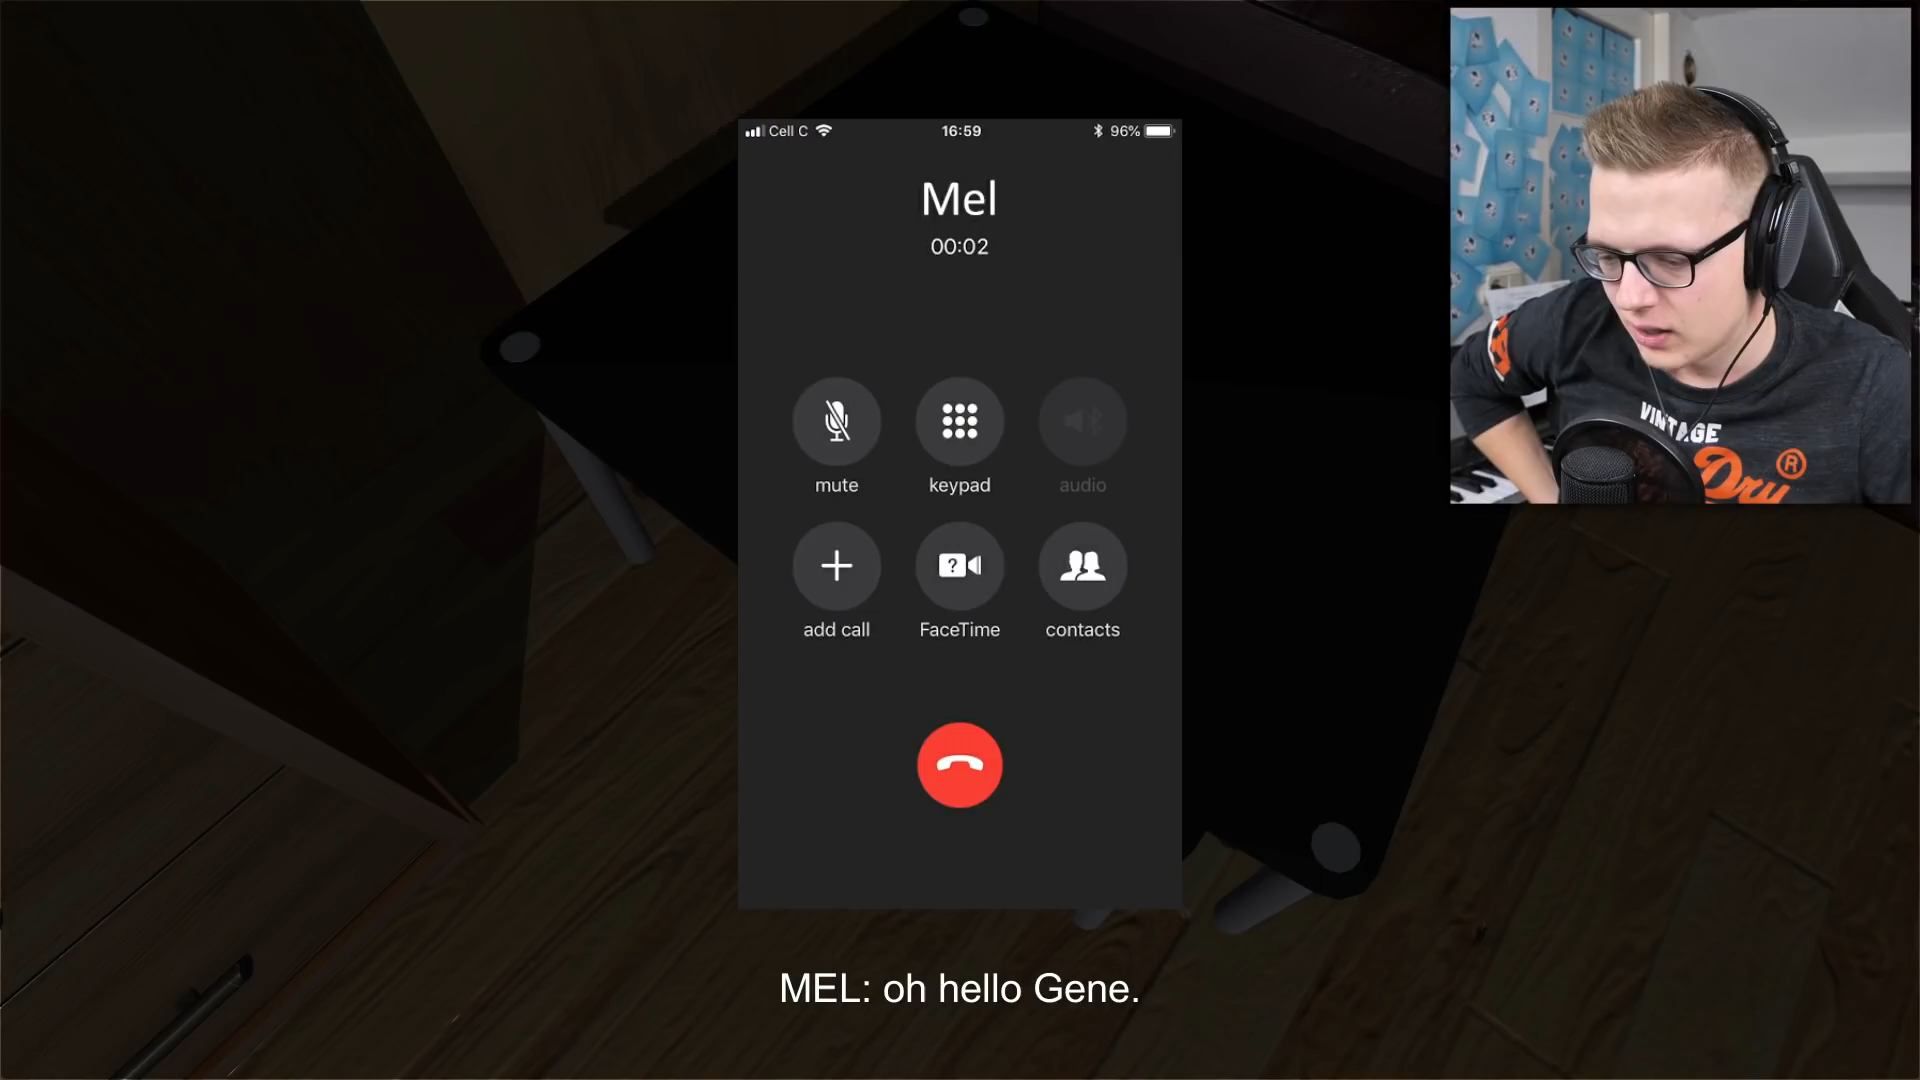 Cell C 16:59 96%
Mel
00:02
mute keypad audio
?
add call FaceTime contacts
VINTAGE
Dry ®
MEL: oh hello Gene.